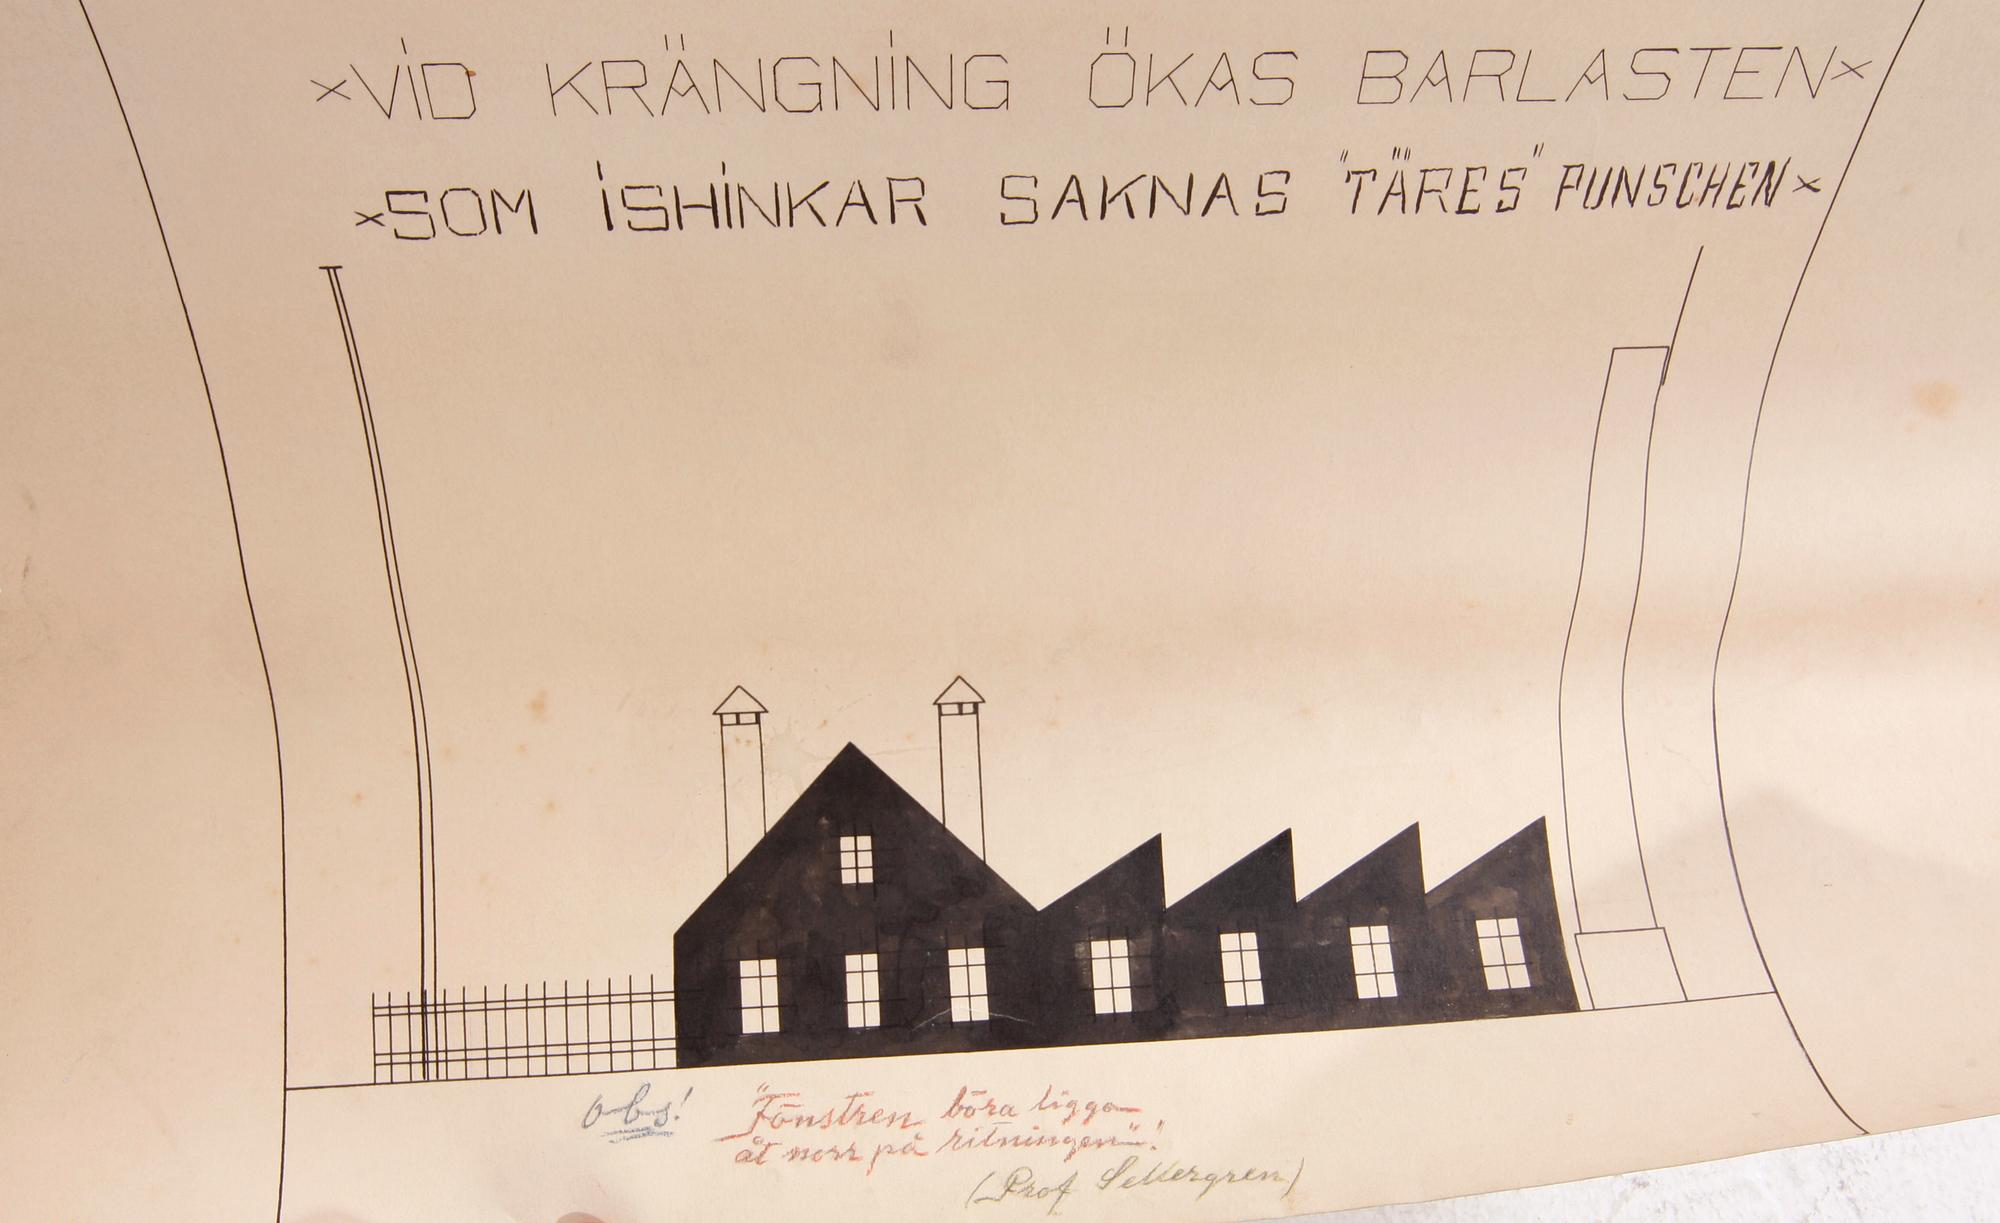 ×VID KRÄNGNING ÖKAS BARLASTEN×
×SOM ISHINKAR SAKNAS "TÄRES" PUNSCHEN×
Obs! "Fönstren böra ligga
åt norr på ritningen"!
(Prof Settergren)